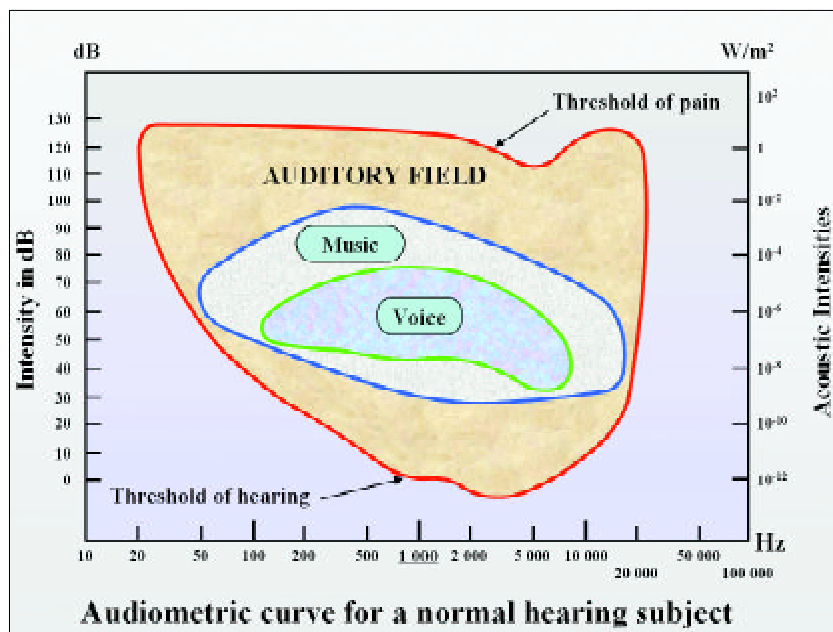 dB
W/m²
130
120
110
100
90
80
70
60
50
40
30
20
10
0
Intensity in dB
Threshold of pain
AUDITORY FIELD
Music
Voice
Threshold of hearing
10²
1
10⁻²
10⁻⁴
10⁻⁶
10⁻⁸
10⁻¹⁰
10⁻¹²
Acoustic Intensities
Hz
10 20 50 100 200 500 1 000 2 000 5 000 10 000 50 000
20 000 100 000
Audiometric curve for a normal hearing subject